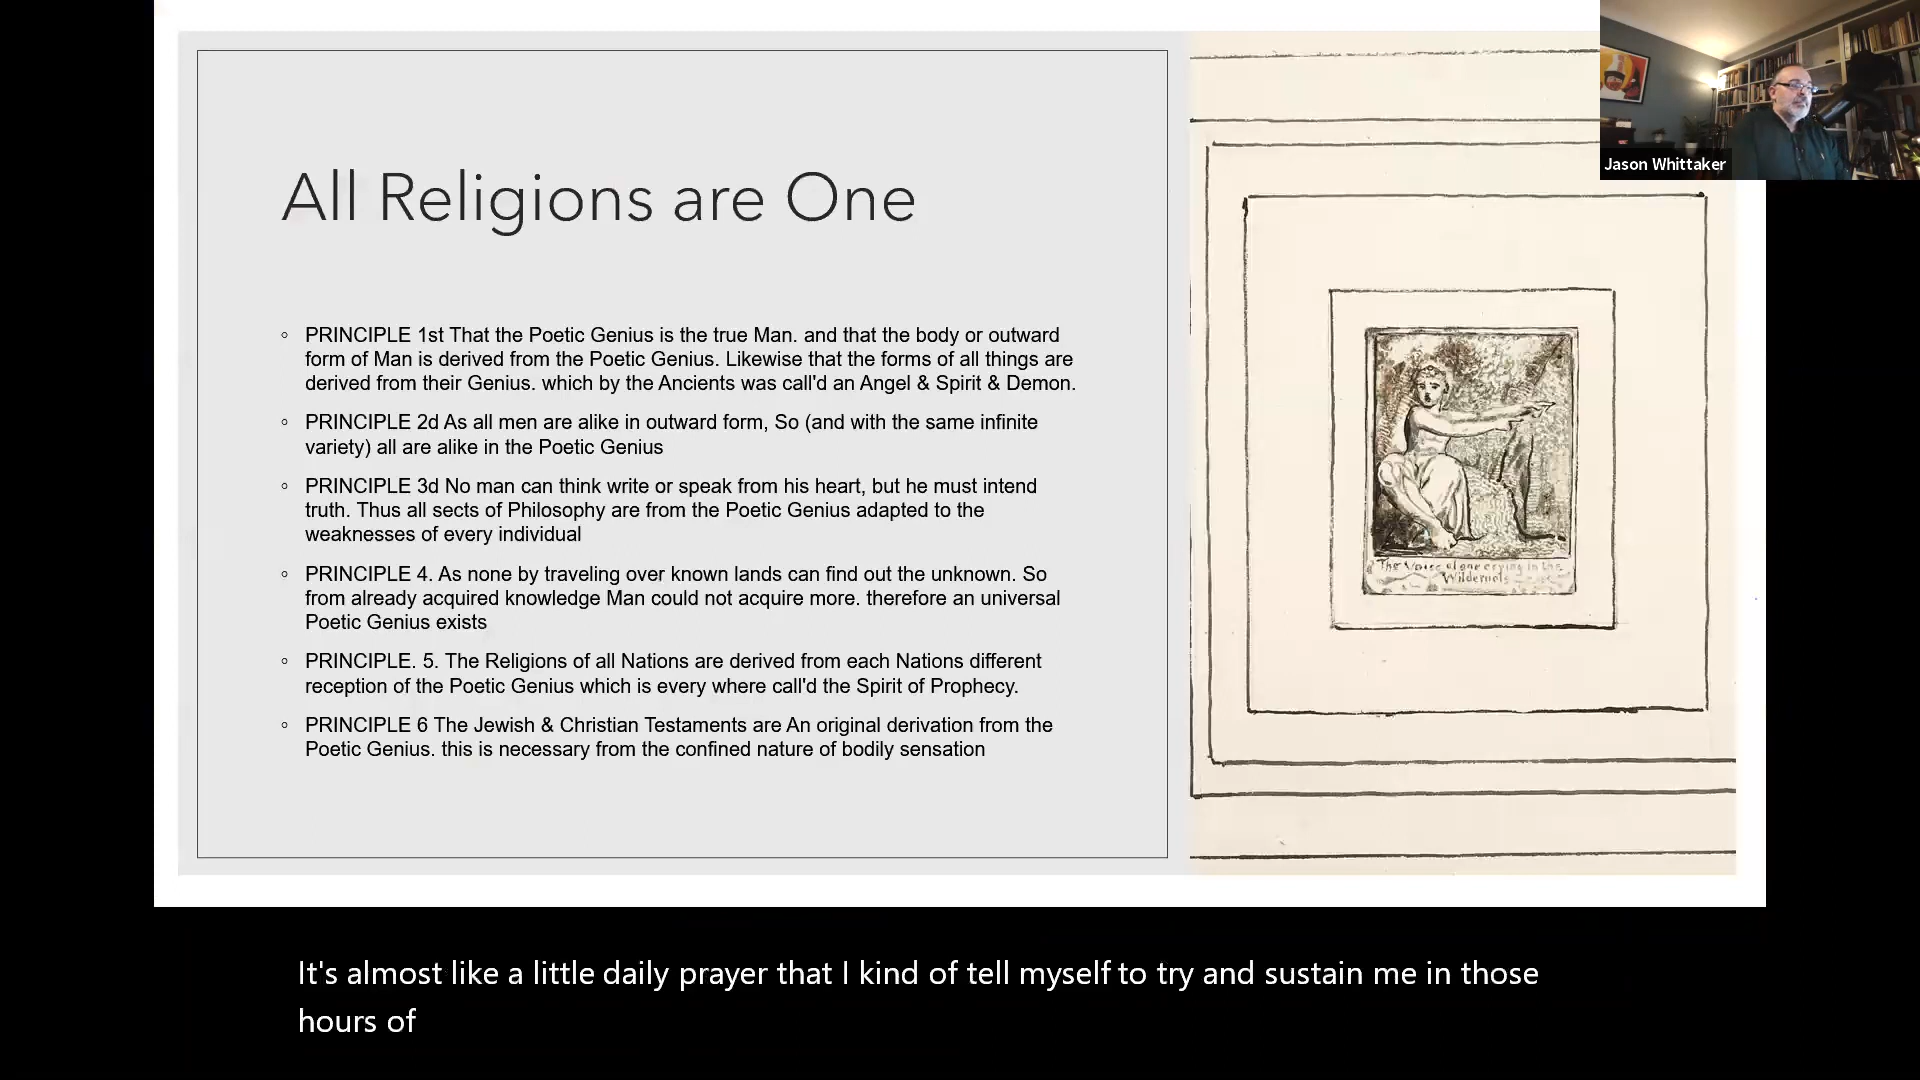 All Religions are One
◦ PRINCIPLE 1st That the Poetic Genius is the true Man. and that the body or outward
form of Man is derived from the Poetic Genius. Likewise that the forms of all things are
derived from their Genius. which by the Ancients was call'd an Angel & Spirit & Demon.
◦ PRINCIPLE 2d As all men are alike in outward form, So (and with the same infinite
variety) all are alike in the Poetic Genius
◦ PRINCIPLE 3d No man can think write or speak from his heart, but he must intend
truth. Thus all sects of Philosophy are from the Poetic Genius adapted to the
weaknesses of every individual
◦ PRINCIPLE 4. As none by traveling over known lands can find out the unknown. So
from already acquired knowledge Man could not acquire more. therefore an universal
Poetic Genius exists
◦ PRINCIPLE. 5. The Religions of all Nations are derived from each Nations different
reception of the Poetic Genius which is every where call'd the Spirit of Prophecy.
◦ PRINCIPLE 6 The Jewish & Christian Testaments are An original derivation from the
Poetic Genius. this is necessary from the confined nature of bodily sensation
The Voice of one crying in the
Wilderness
Jason Whittaker
It's almost like a little daily prayer that I kind of tell myself to try and sustain me in those
hours of